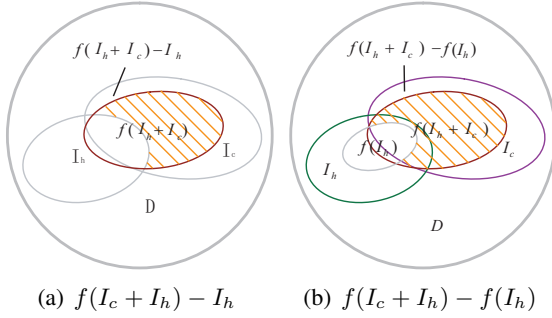 f( I_h + I_c ) – I_h
f( I_h + I_c )
I_h
I_c
D
(a) f(I_c + I_h) − I_h
f( I_h + I_c ) – f(I_h)
f( I_h + I_c )
f(I_h)
I_h
I_c
D
(b) f(I_c + I_h) − f(I_h)